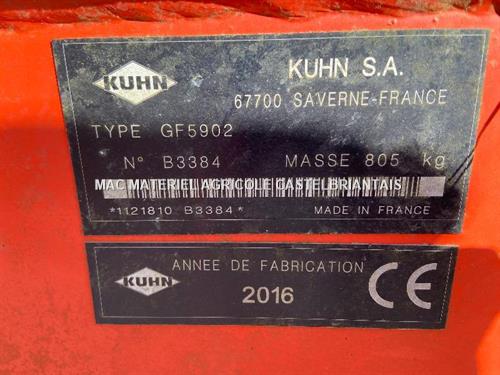 KUHN
KUHN S.A.
67700 SAVERNE-FRANCE
TYPE GF5902
N° B3384 MASSE 805 kg
MAC MATERIEL AGRICOLE CASTELBRIANTAIS
*1121810 B3384* MADE IN FRANCE
KUHN
ANNEE DE FABRICATION
2016
CE